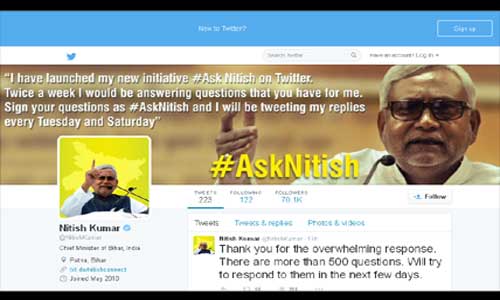 New to Twitter?
Sign up
Search Twitter
Have an account? Log in
"I have launched my new initiative #Ask Nitish on Twitter.
Twice a week I would be answering questions that you have for me.
Sign your questions as #AskNitish and I will be tweeting my replies
every Tuesday and Saturday"
#AskNitish
TWEETS
FOLLOWING
FOLLOWERS
223
122
70.1K
Follow
Nitish Kumar
@NitishKumar
Chief Minister of Bihar, India
Patna, Bihar
Joined May 2010
Tweets
Tweets & replies
Photos & videos
Nitish Kumar @NitishKumar
Thank you for the overwhelming response.
There are more than 500 questions. Will try
to respond to them in the next few days.